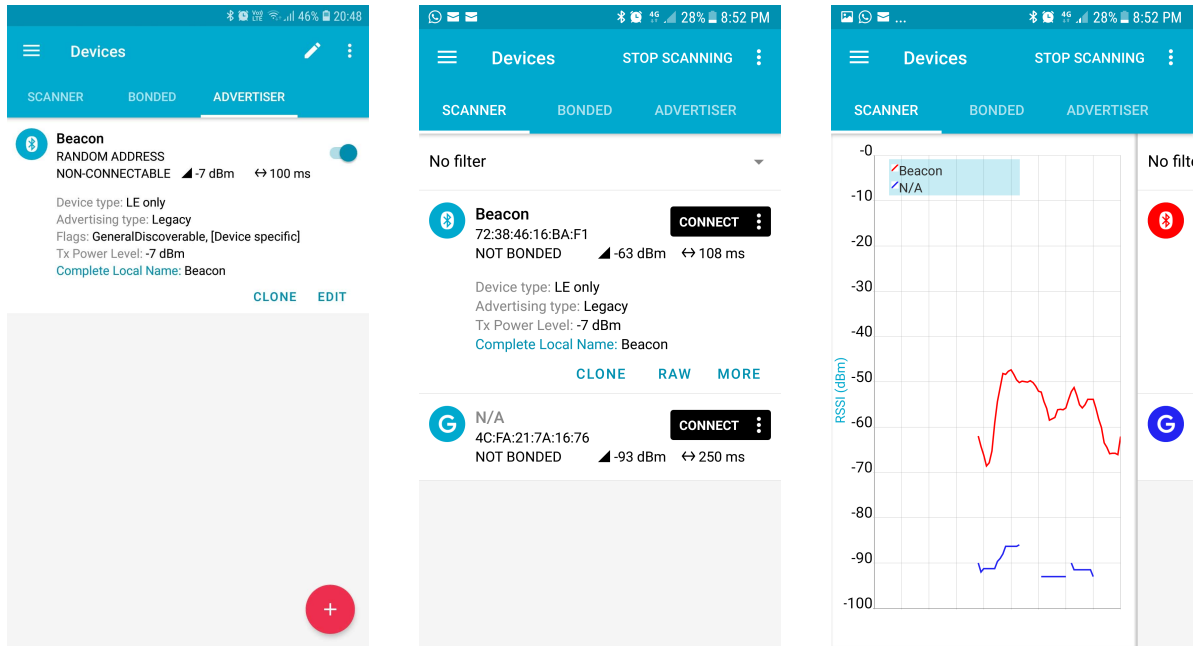 46% 20:48
Devices
SCANNER BONDED ADVERTISER
Beacon
RANDOM ADDRESS
NON-CONNECTABLE -7 dBm 100 ms
Device type: LE only
Advertising type: Legacy
Flags: GeneralDiscoverable, [Device specific]
Tx Power Level: -7 dBm
Complete Local Name: Beacon
CLONE EDIT
+
4G 28% 8:52 PM
Devices STOP SCANNING
SCANNER BONDED ADVERTISER
No filter
Beacon CONNECT
72:38:46:16:BA:F1
NOT BONDED -63 dBm 108 ms
Device type: LE only
Advertising type: Legacy
Tx Power Level: -7 dBm
Complete Local Name: Beacon
CLONE RAW MORE
G N/A CONNECT
4C:FA:21:7A:16:76
NOT BONDED -93 dBm 250 ms
... 4G 28% 8:52 PM
Devices STOP SCANNING
SCANNER BONDED ADVERTISER
RSSI (dBm)
-0
-10
-20
-30
-40
-50
-60
-70
-80
-90
-100
Beacon
N/A
No filte
G